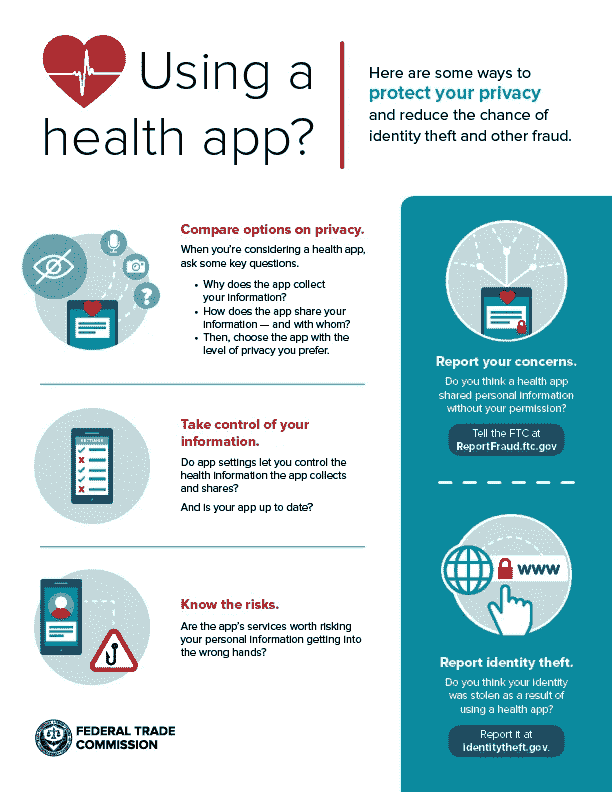 Using a
health app?
Here are some ways to
protect your privacy
and reduce the chance of
identity theft and other fraud.
Compare options on privacy.
When you're considering a health app,
ask some key questions.
• Why does the app collect
your information?
• How does the app share your
information — and with whom?
• Then, choose the app with the
level of privacy you prefer.
SETTINGS
Take control of your
information.
Do app settings let you control the
health information the app collects
and shares?
And is your app up to date?
Know the risks.
Are the app's services worth risking
your personal information getting into
the wrong hands?
FEDERAL TRADE
COMMISSION
Report your concerns.
Do you think a health app
shared personal information
without your permission?
Tell the FTC at
ReportFraud.ftc.gov
www
Report identity theft.
Do you think your identity
was stolen as a result of
using a health app?
Report it at
identitytheft.gov.